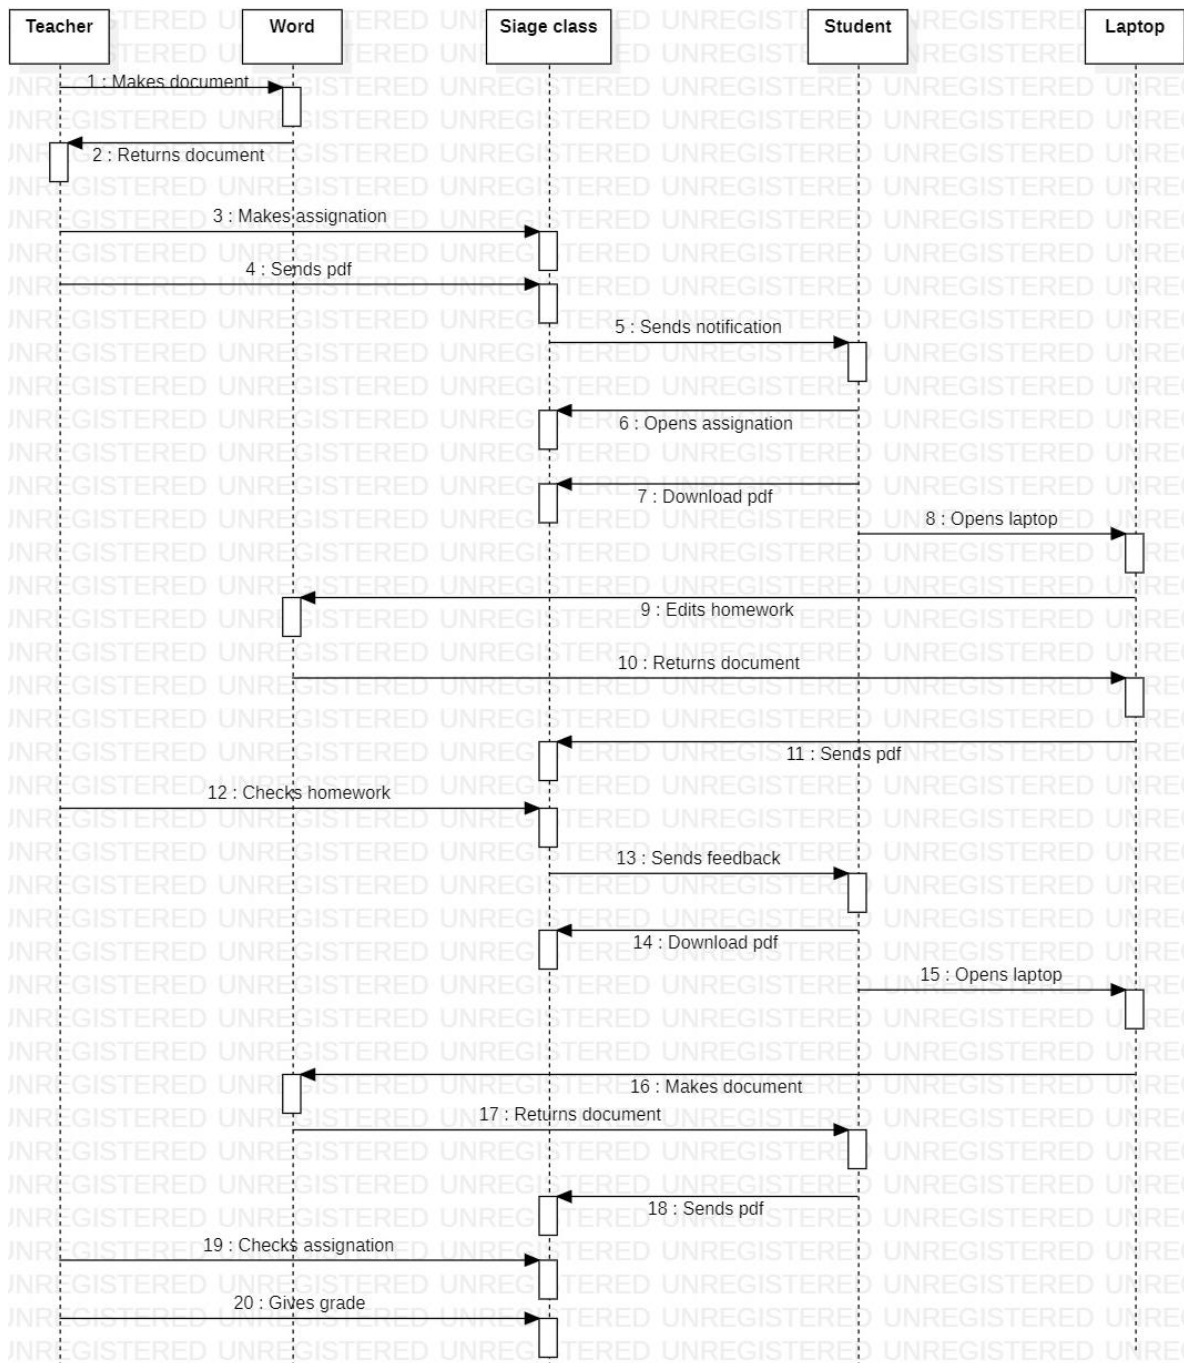 Teacher
Word
Siage class
Student
Laptop
1 : Makes document
2 : Returns document
3 : Makes assignation
4 : Sends pdf
5 : Sends notification
6 : Opens assignation
7 : Download pdf
8 : Opens laptop
9 : Edits homework
10 : Returns document
11 : Sends pdf
12 : Checks homework
13 : Sends feedback
14 : Download pdf
15 : Opens laptop
16 : Makes document
17 : Returns document
18 : Sends pdf
19 : Checks assignation
20 : Gives grade
UNREGISTERED